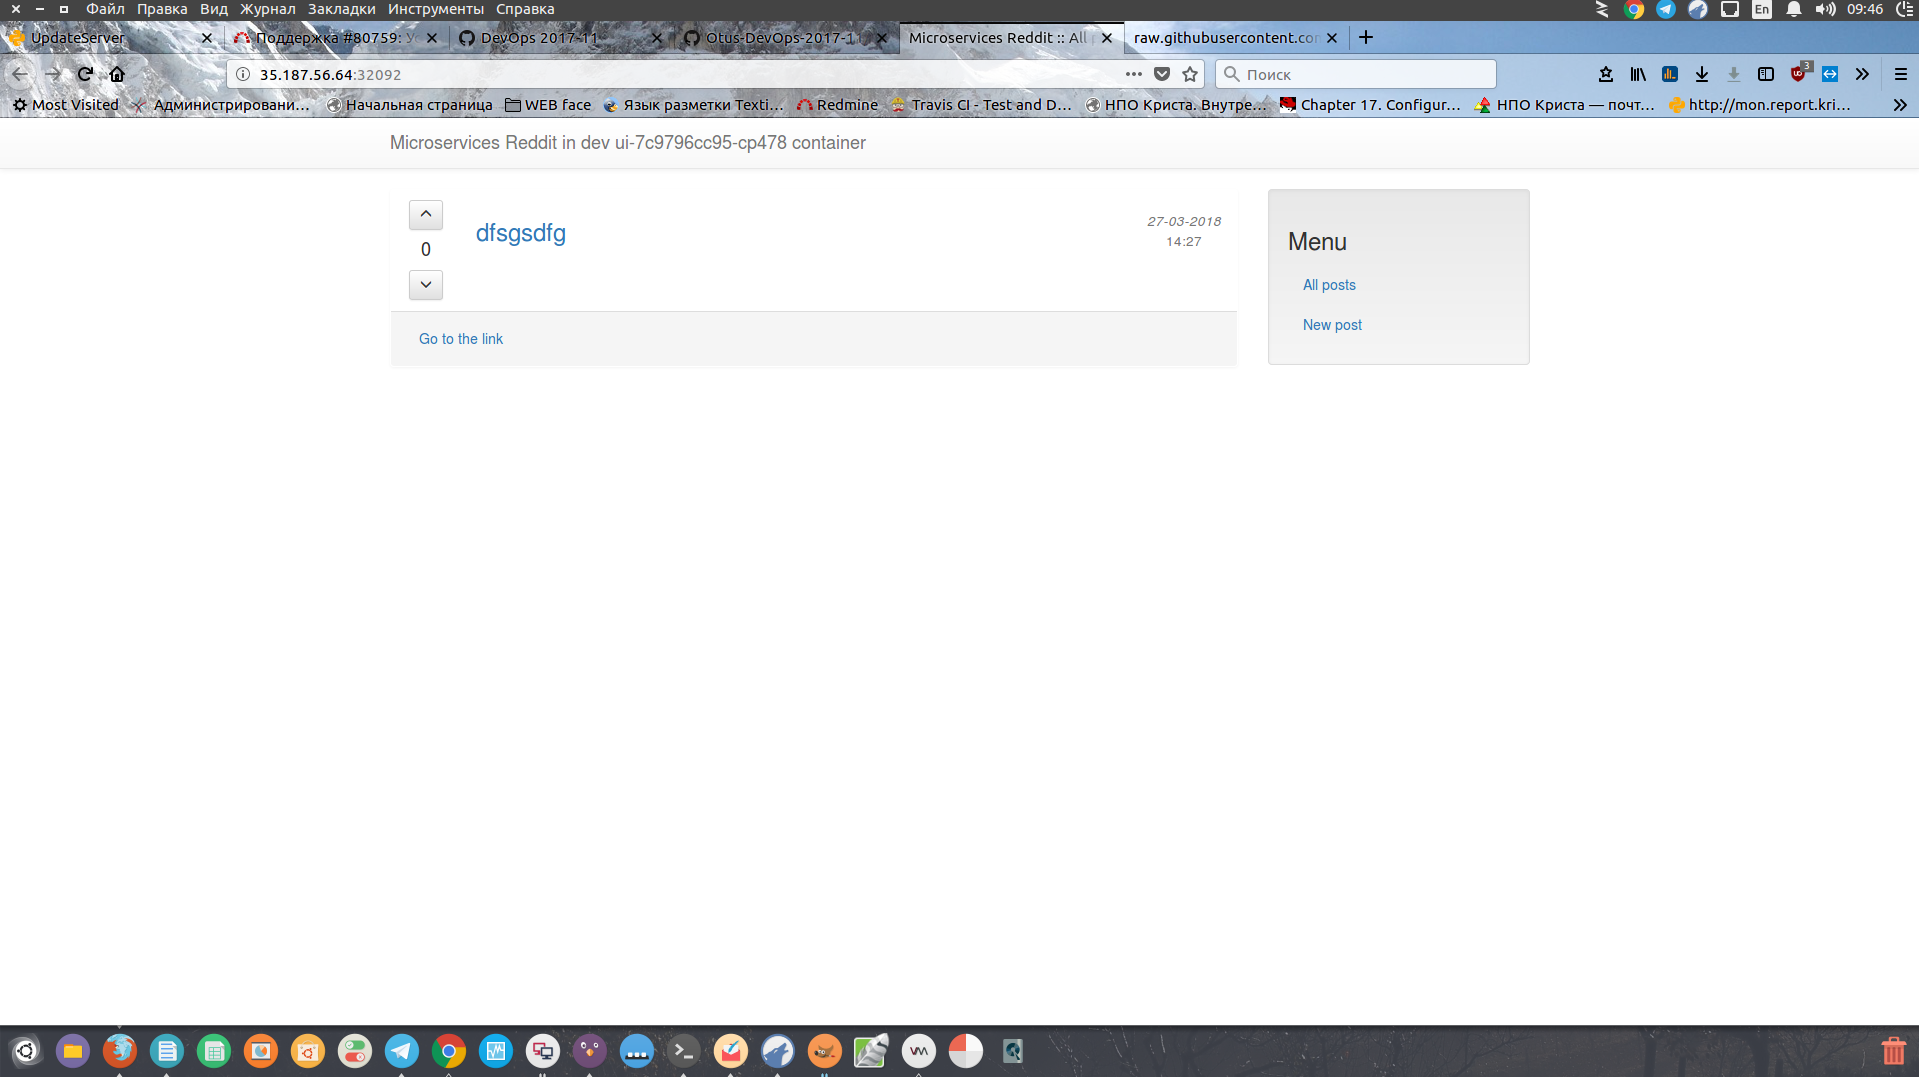 Файл Правка Вид Журнал Закладки Инструменты Справка
En
09:46
UpdateServer
Поддержка #80759: У
DevOps 2017-11
Otus-DevOps-2017-11
Microservices Reddit :: All
raw.githubusercontent.co
35.187.56.64:32092
Поиск
3
Most Visited
Администрировани...
Начальная страница
WEB face
Язык разметки Texti...
Redmine
Travis CI - Test and D...
НПО Криста. Внутре...
Chapter 17. Configur...
НПО Криста — почт...
http://mon.report.kri...
Microservices Reddit in dev ui-7c9796cc95-cp478 container
0
dfsgsdfg
27-03-2018
14:27
Go to the link
Menu
All posts
New post